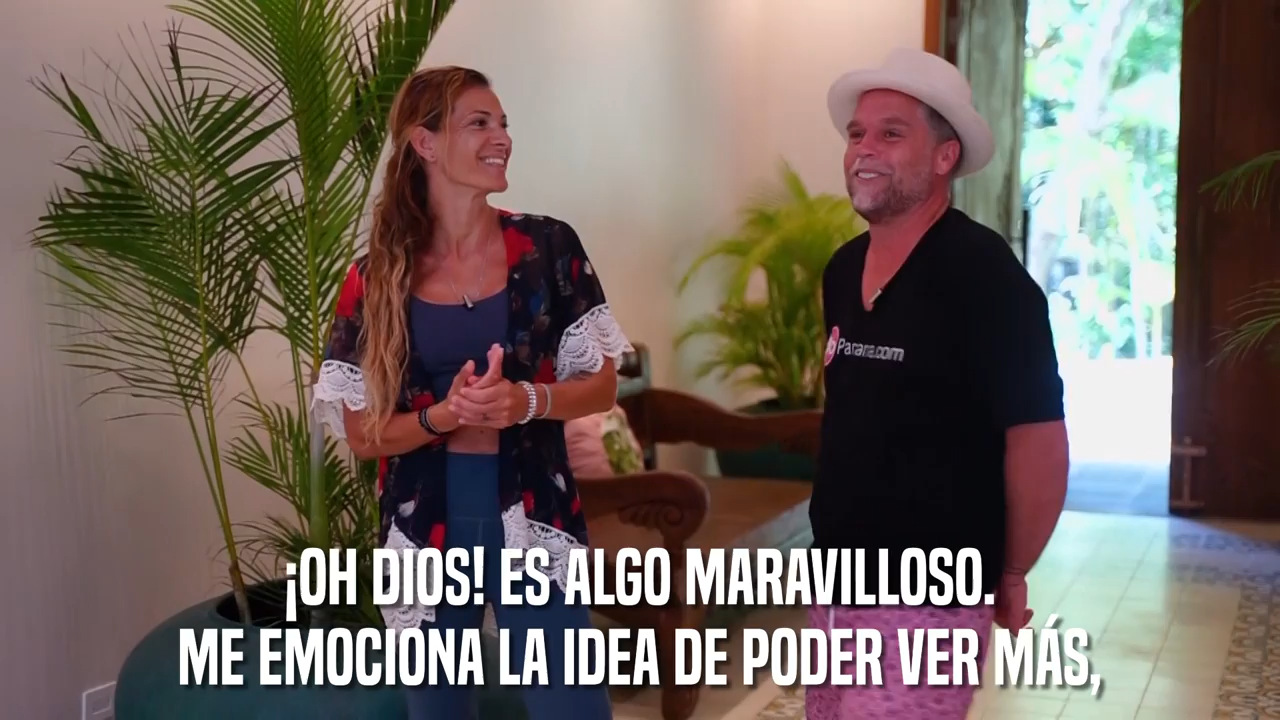 Panama.com
¡OH DIOS! ES ALGO MARAVILLOSO.
ME EMOCIONA LA IDEA DE PODER VER MÁS,